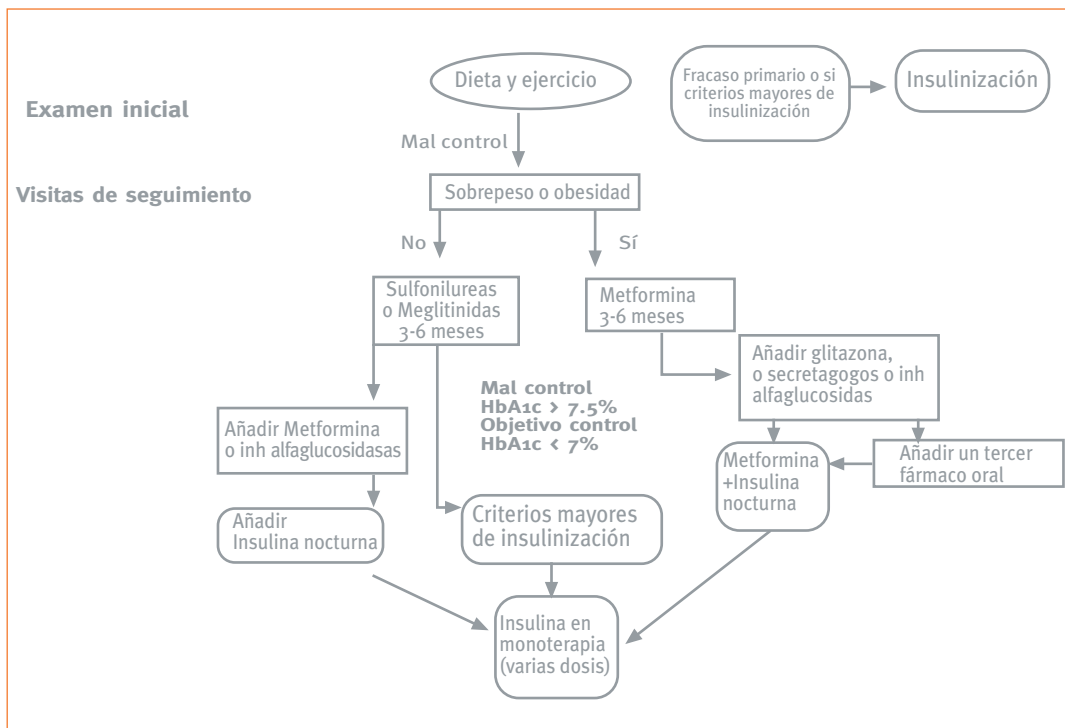 Dieta y ejercicio
Fracaso primario o si
criterios mayores de
insulinización
Insulinización
Examen inicial
Mal control
Visitas de seguimiento
Sobrepeso o obesidad
No
Sí
Sulfonilureas
o Meglitinidas
3-6 meses
Metformina
3-6 meses
Añadir glitazona,
o secretagogos o inh
alfaglucosidas
Mal control
HbA1c > 7.5%
Objetivo control
HbA1c < 7%
Añadir Metformina
o inh alfaglucosidasas
Metformina
+Insulina
nocturna
Añadir un tercer
fármaco oral
Añadir
Insulina nocturna
Criterios mayores
de insulinización
Insulina en
monoterapia
(varias dosis)